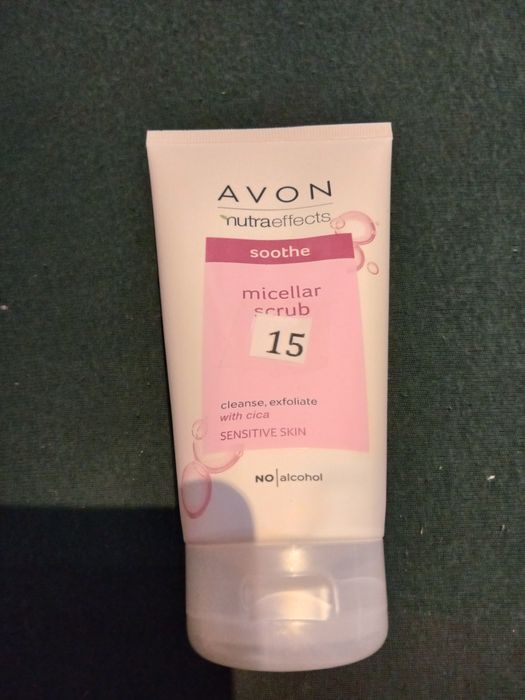 AVON
nutraeffects
soothe
micellar
scrub
15
cleanse, exfoliate
with cica
SENSITIVE SKIN
NO|alcohol